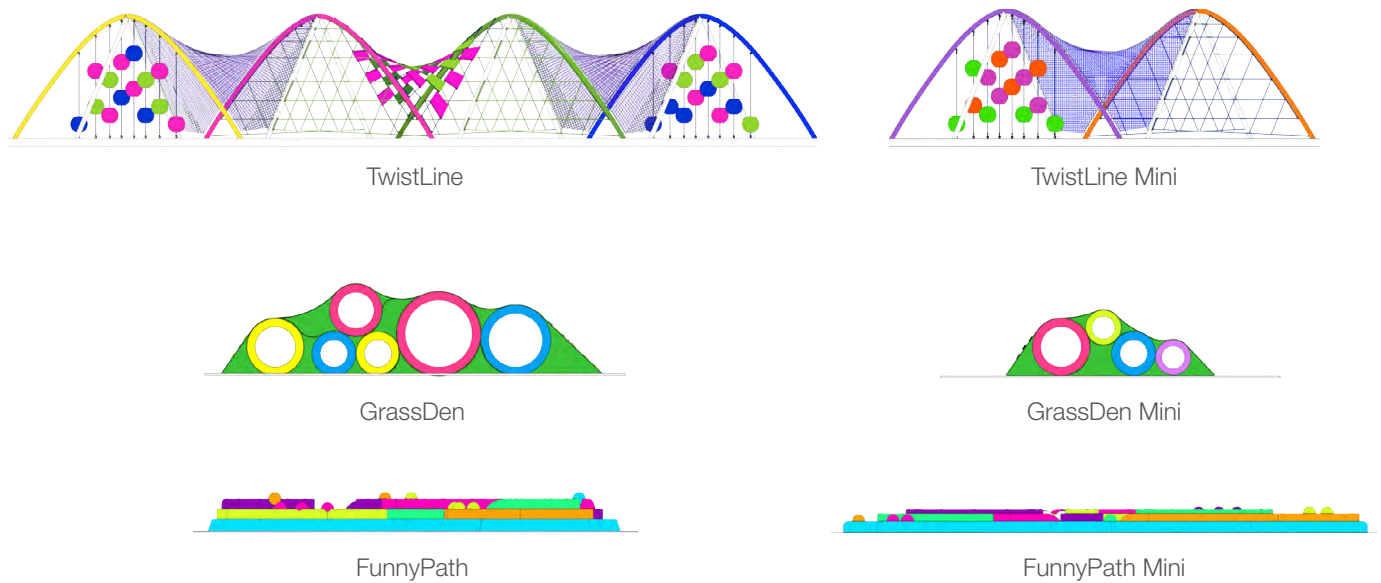 TwistLine
TwistLine Mini
GrassDen
GrassDen Mini
FunnyPath
FunnyPath Mini